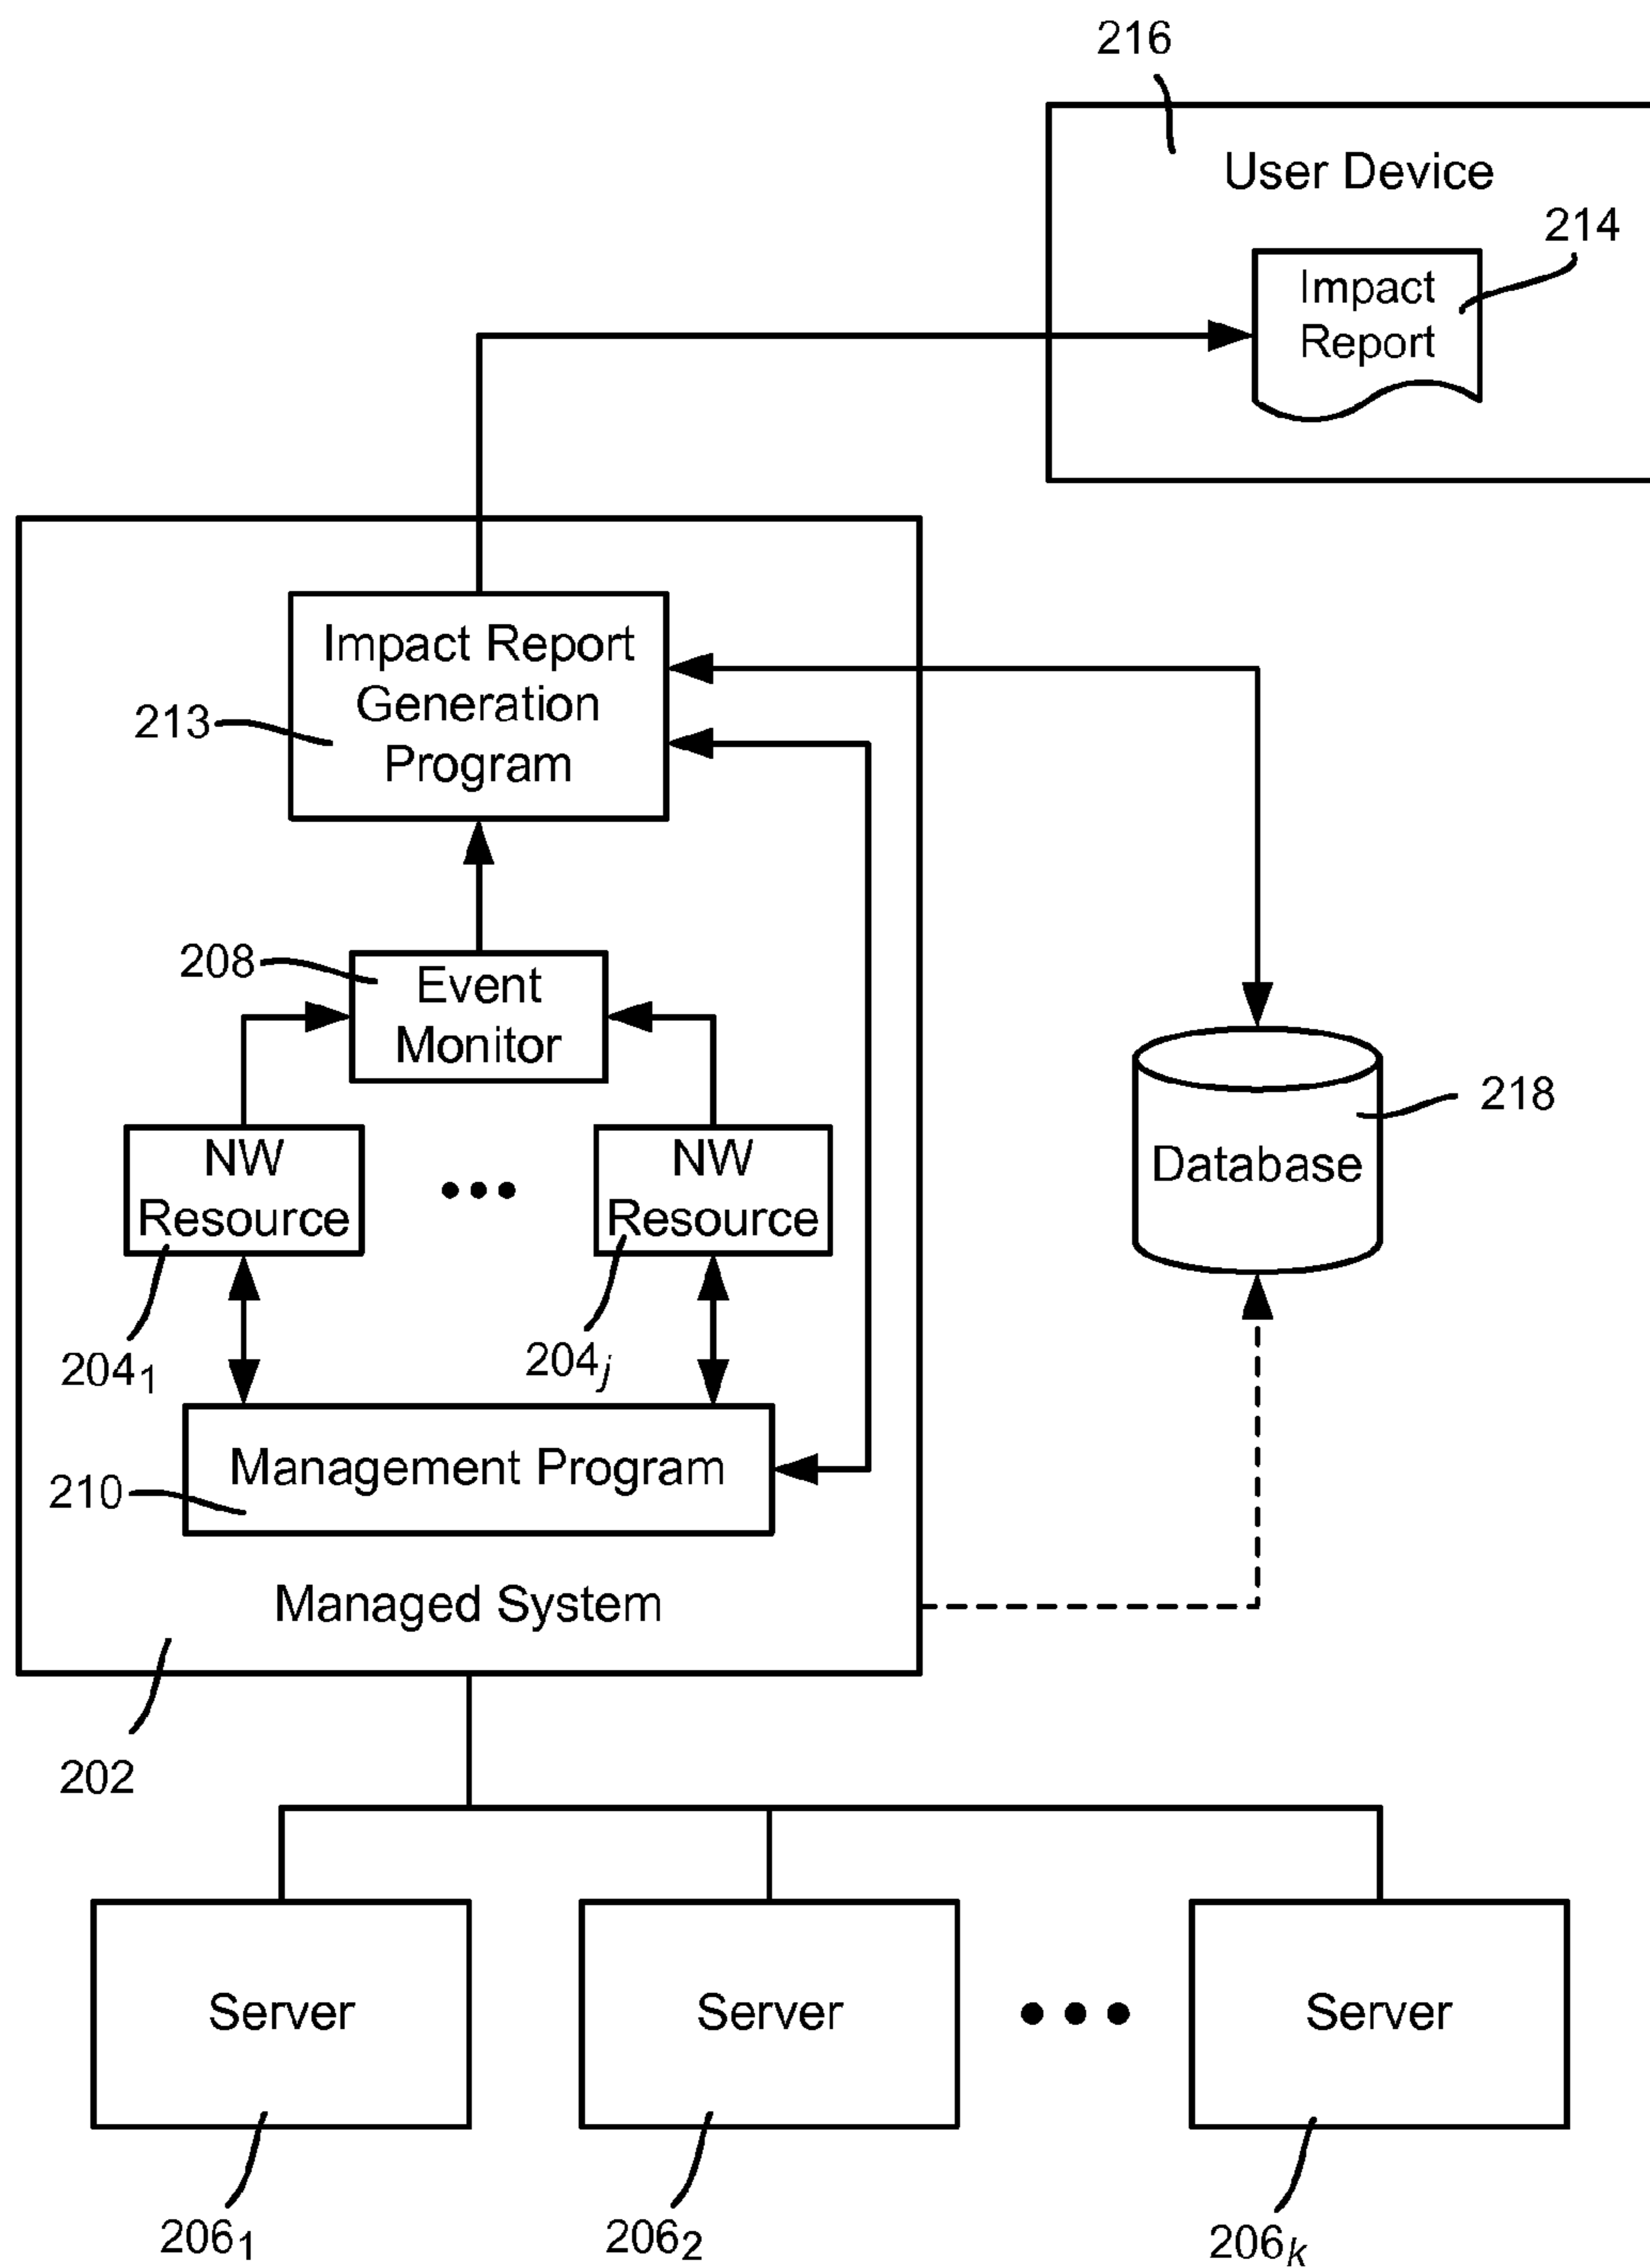 216
User Device
214
Impact
Report
Impact Report
Generation
Program
213
208
Event
Monitor
NW
Resource
•••
NW
Resource
204₁
204ⱼ
218
Database
Management Program
210
Managed System
202
Server
Server
•••
Server
206₁
206₂
206ₖ